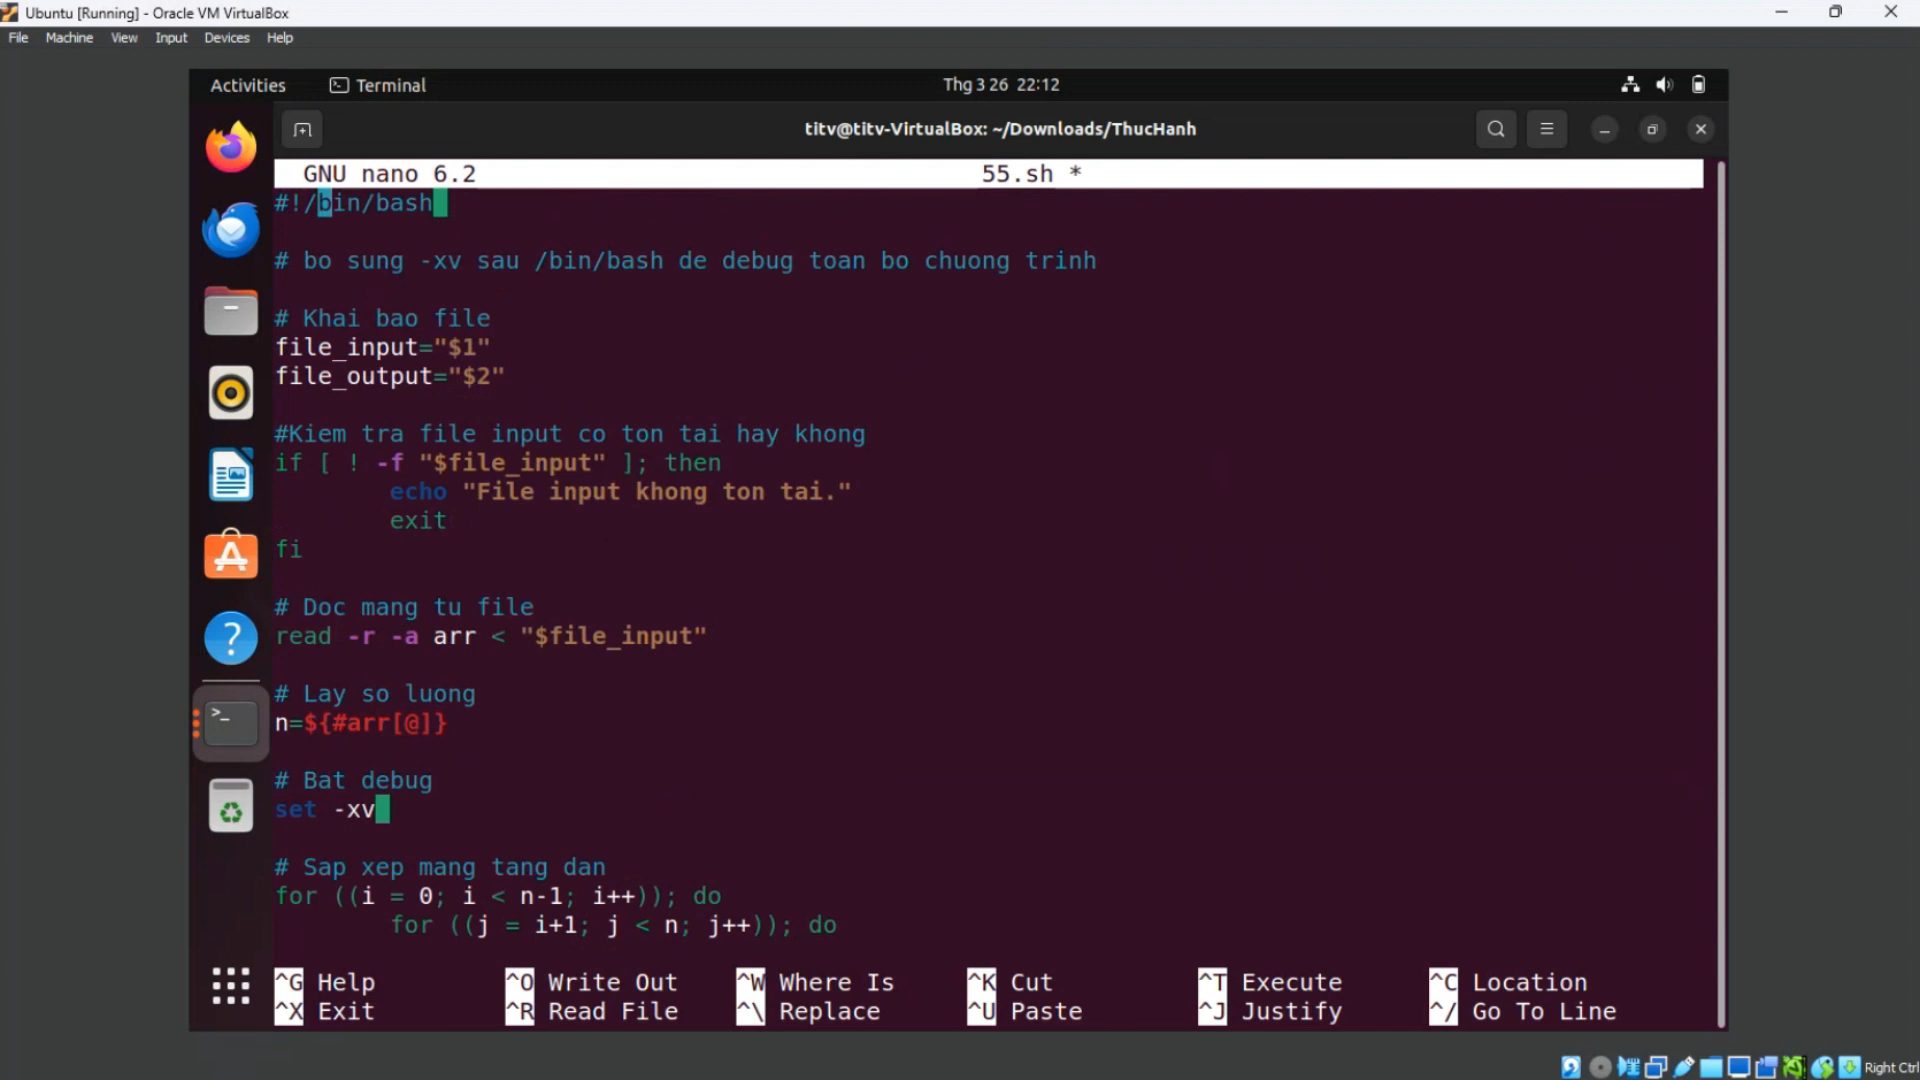 Ubuntu [Running] - Oracle VM VirtualBox
File Machine View Input Devices Help
Activities Terminal Thg 3 26 22:12
titv@titv-VirtualBox: ~/Downloads/ThucHanh
GNU nano 6.2 55.sh *
#!/bin/bash
# bo sung -xv sau /bin/bash de debug toan bo chuong trinh
# Khai bao file
file_input="$1"
file_output="$2"
#Kiem tra file input co ton tai hay khong
if [ ! -f "$file_input" ]; then
echo "File input khong ton tai."
exit
fi
# Doc mang tu file
read -r -a arr < "$file_input"
# Lay so luong
n=${#arr[@]}
# Bat debug
set -xv
# Sap xep mang tang dan
for ((i = 0; i < n-1; i++)); do
for ((j = i+1; j < n; j++)); do
^G Help ^O Write Out ^W Where Is ^K Cut ^T Execute ^C Location
^X Exit ^R Read File ^\ Replace ^U Paste ^J Justify ^/ Go To Line
Right Ctrl